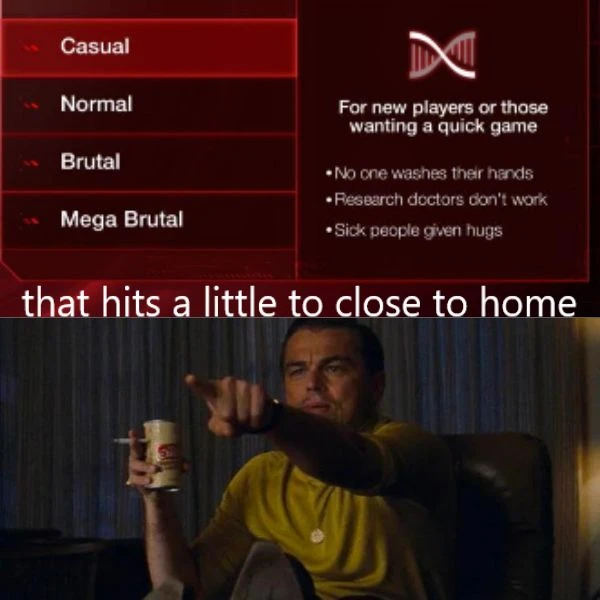 Casual
Normal
Brutal
Mega Brutal
For new players or those
wanting a quick game
•No one washes their hands
•Research doctors don't work
•Sick people given hugs
that hits a little to close to home